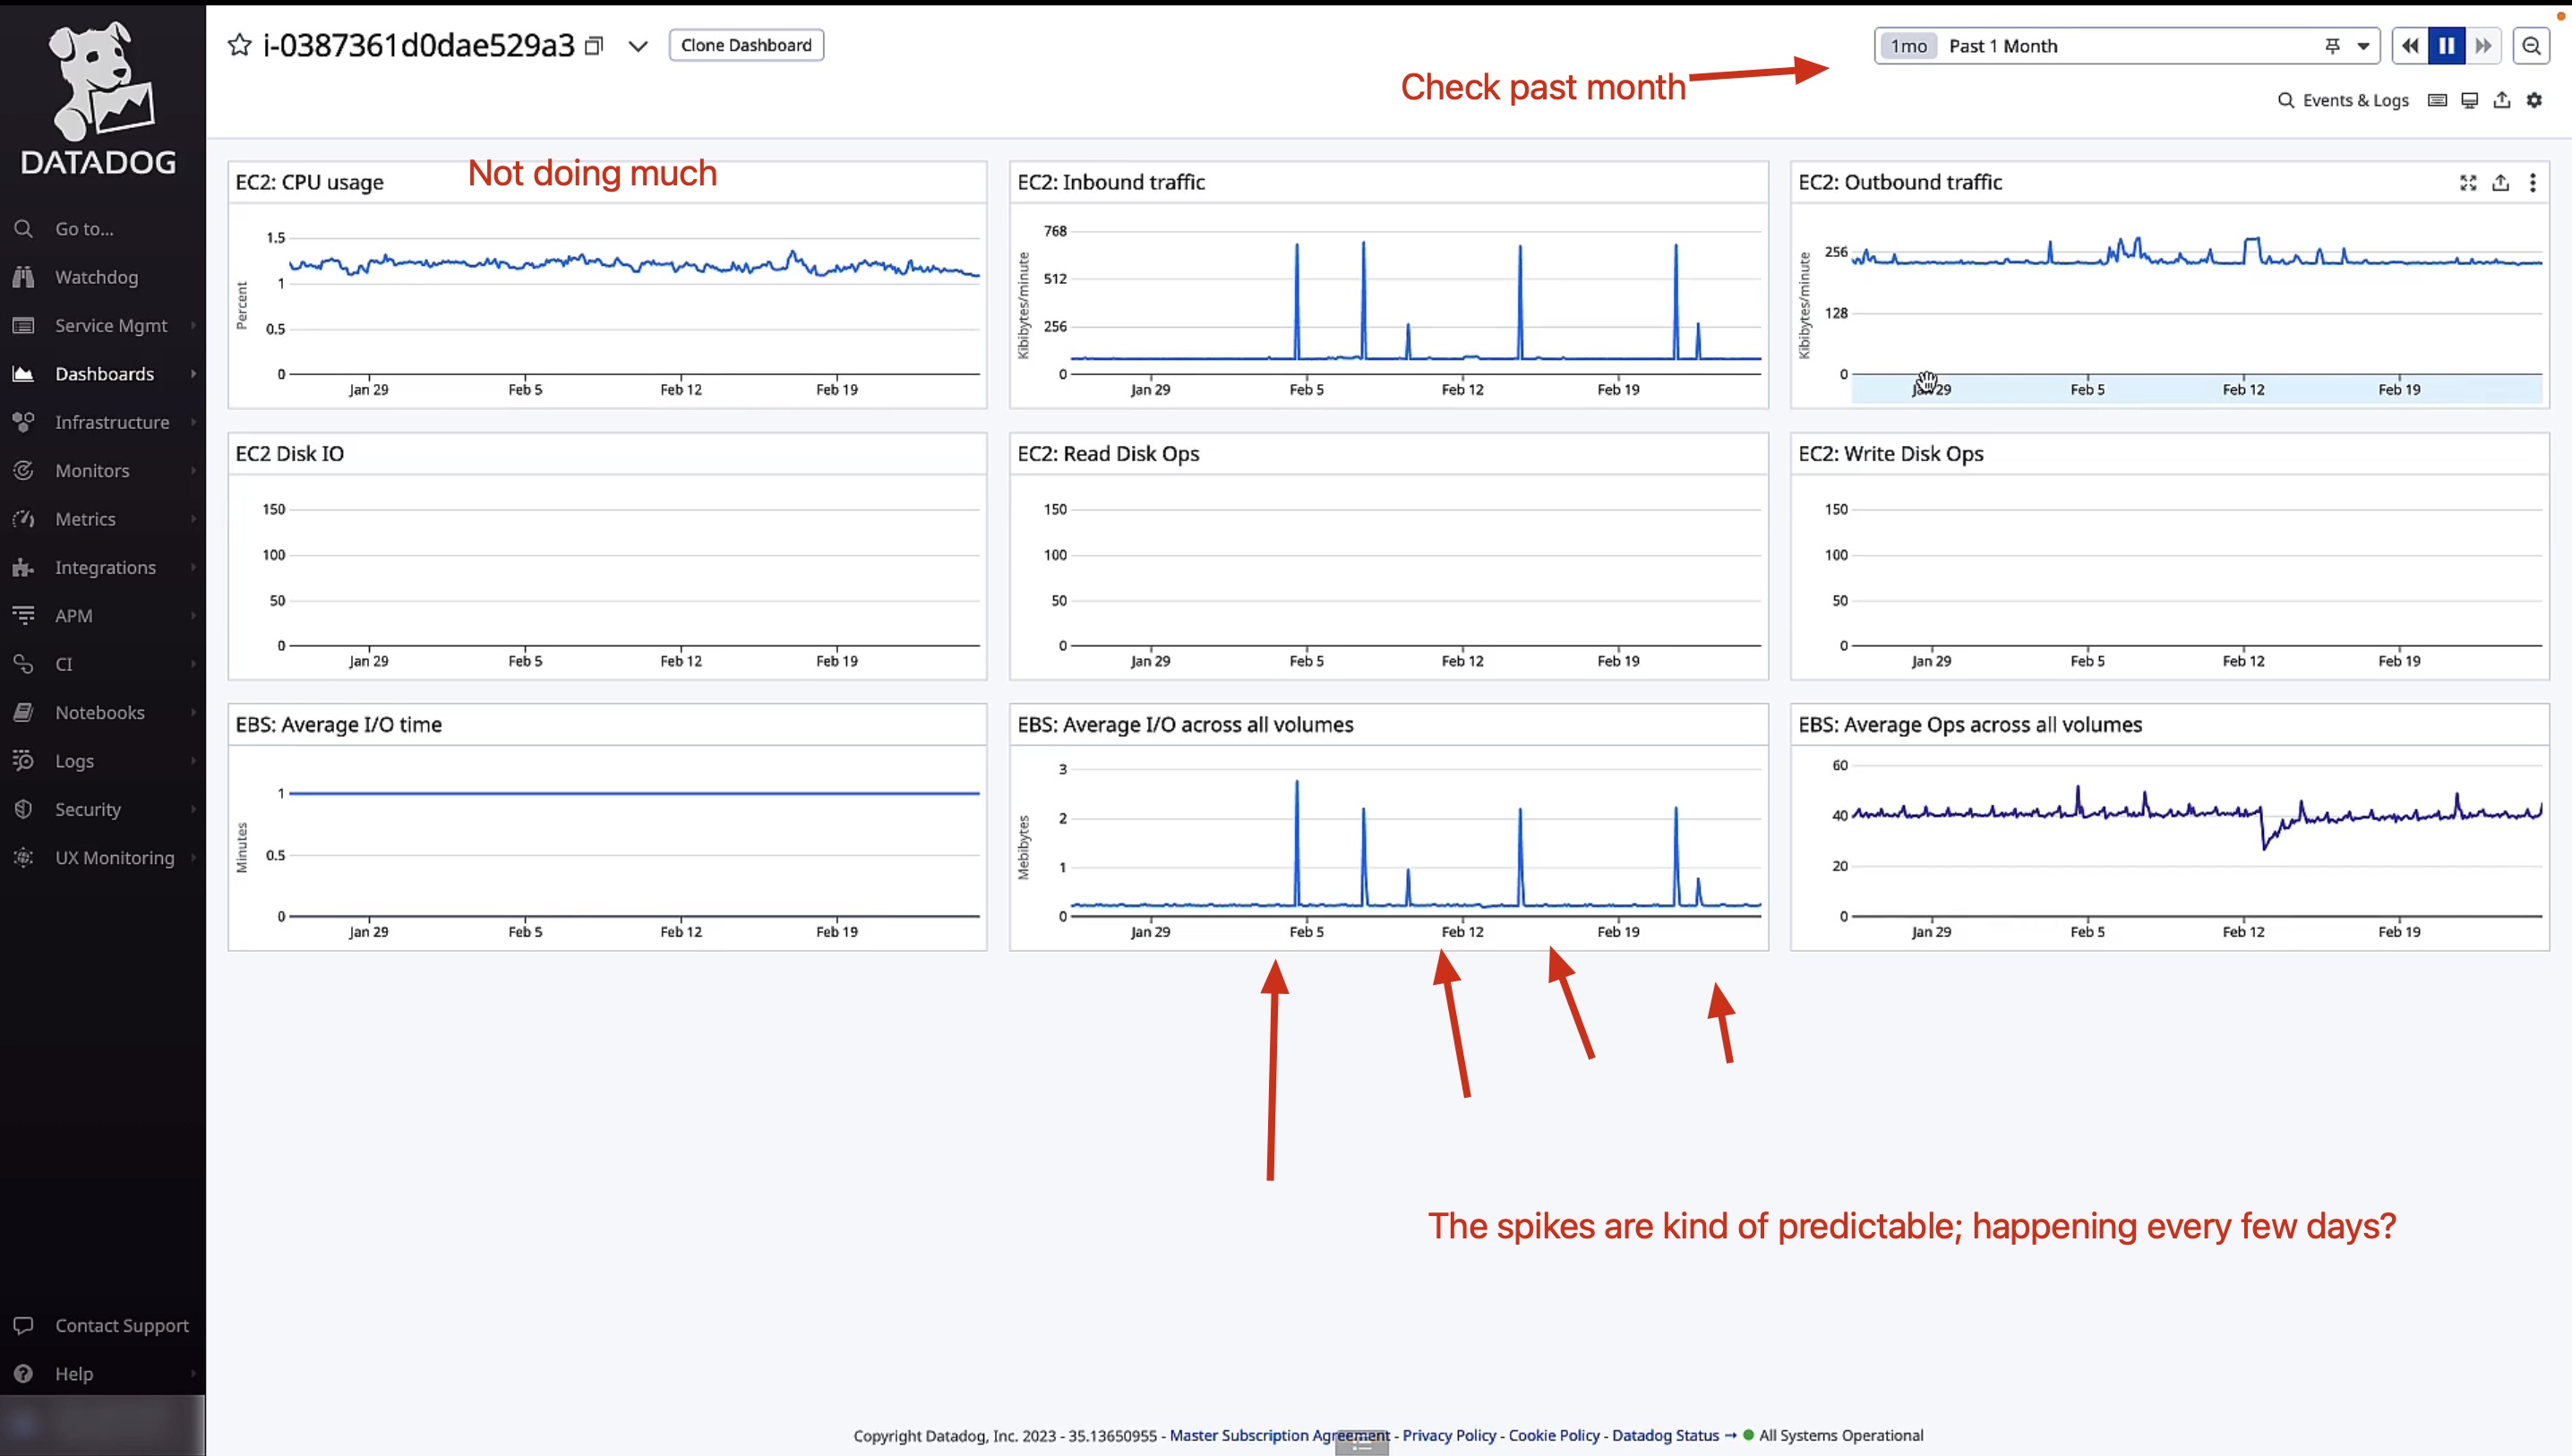 DATADOG
Go to...
Watchdog
Service Mgmt
Dashboards
Infrastructure
Monitors
Metrics
Integrations
APM
CI
Notebooks
Logs
Security
UX Monitoring
Contact Support
Help
i-0387361d0dae529a3
Clone Dashboard
1mo Past 1 Month
Check past month
Events & Logs
EC2: CPU usage
Not doing much
Percent
1.5
1
0.5
0
Jan 29 Feb 5 Feb 12 Feb 19
EC2: Inbound traffic
Kibibytes/minute
768
512
256
0
Jan 29 Feb 5 Feb 12 Feb 19
EC2: Outbound traffic
Kibibytes/minute
256
128
0
Jan 29 Feb 5 Feb 12 Feb 19
EC2 Disk IO
150
100
50
0
Jan 29 Feb 5 Feb 12 Feb 19
EC2: Read Disk Ops
150
100
50
0
Jan 29 Feb 5 Feb 12 Feb 19
EC2: Write Disk Ops
150
100
50
0
Jan 29 Feb 5 Feb 12 Feb 19
EBS: Average I/O time
Minutes
1
0.5
0
Jan 29 Feb 5 Feb 12 Feb 19
EBS: Average I/O across all volumes
Mebibytes
3
2
1
0
Jan 29 Feb 5 Feb 12 Feb 19
EBS: Average Ops across all volumes
60
40
20
0
Jan 29 Feb 5 Feb 12 Feb 19
The spikes are kind of predictable; happening every few days?
Copyright Datadog, Inc. 2023 - 35.13650955 - Master Subscription Agreement - Privacy Policy - Cookie Policy - Datadog Status → All Systems Operational